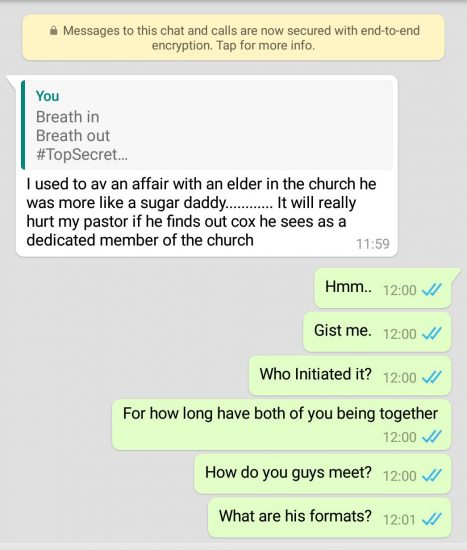 Messages to this chat and calls are now secured with end-to-end
encryption. Tap for more info.
You
Breath in
Breath out
#TopSecret...
I used to av an affair with an elder in the church he
was more like a sugar daddy............ It will really
hurt my pastor if he finds out cox he sees as a
dedicated member of the church
11:59
Hmm.. 12:00
Gist me. 12:00
Who Initiated it? 12:00
For how long have both of you being together
12:00
How do you guys meet? 12:00
What are his formats? 12:01